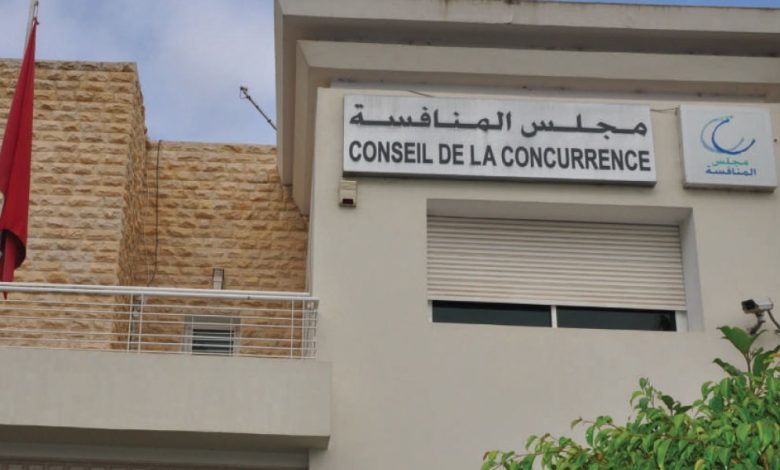 مجلس المنافسة
CONSEIL DE LA CONCURRENCE
مجلس
المنافسة